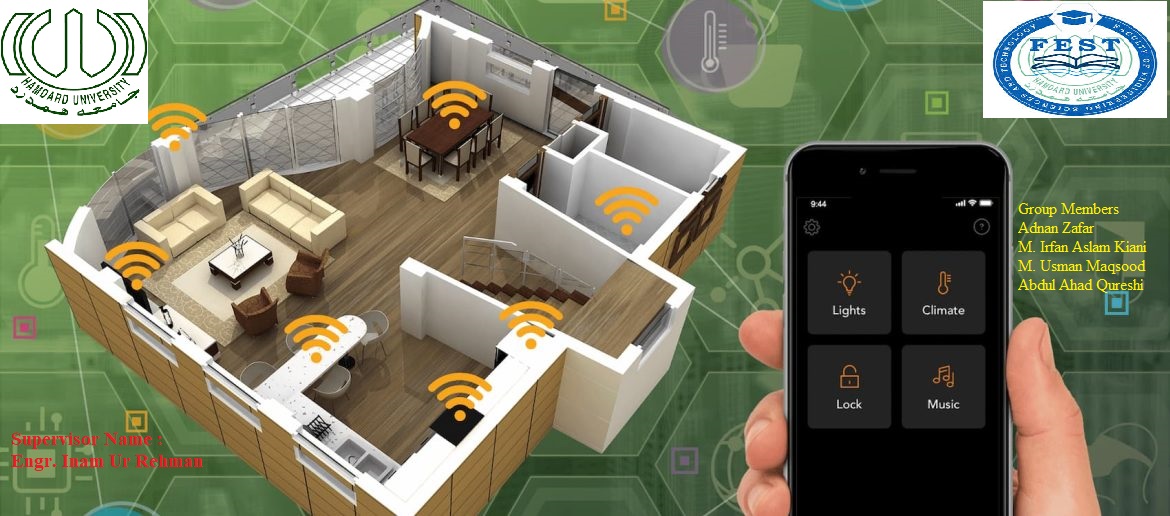 HAMDARD UNIVERSITY
جامعہ ہمدرد
FACULTY OF ENGINEERING SCIENCES AND TECHNOLOGY
FEST
HAMDARD UNIVERSITY
9:44
?
Lights
Climate
Lock
Music
Group Members
Adnan Zafar
M. Irfan Aslam Kiani
M. Usman Maqsood
Abdul Ahad Qureshi
Supervisor Name :
Engr. Inam Ur Rehman